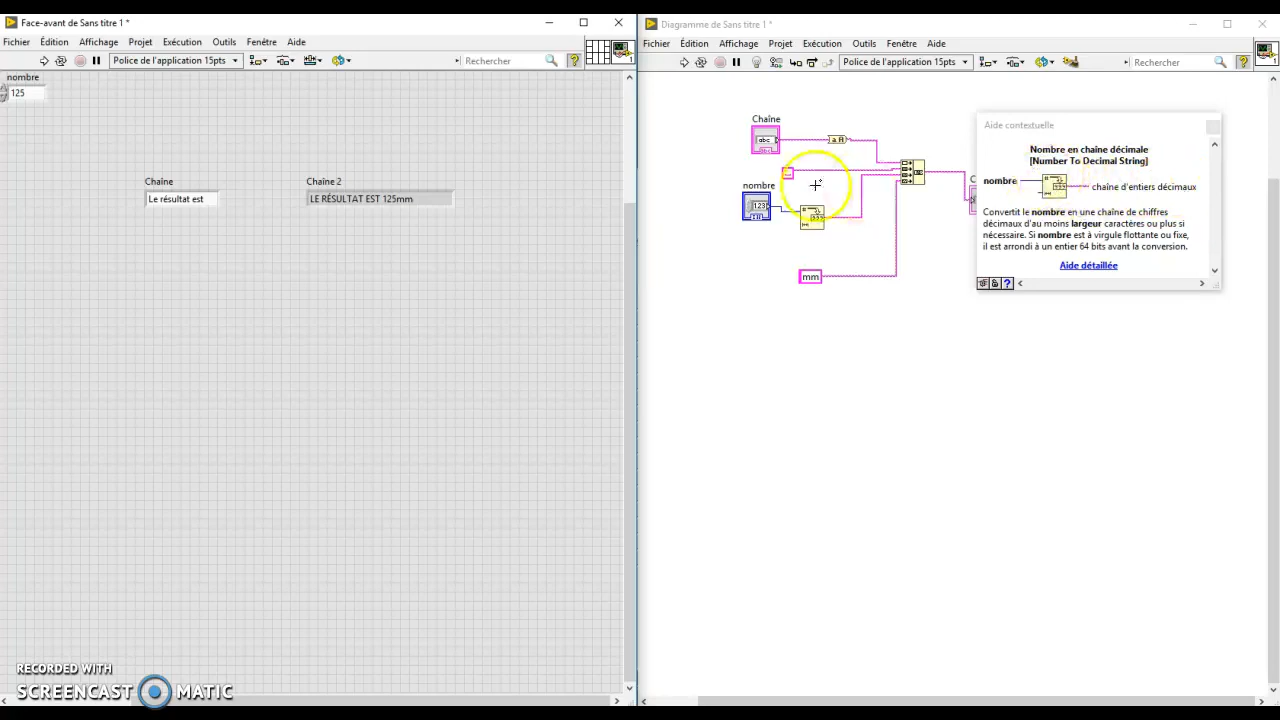 Face-avant de Sans titre 1 *
Fichier Édition Affichage Projet Exécution Outils Fenêtre Aide
Police de l'application 15pts
Rechercher
nombre
125
Chaîne
Le résultat est
Chaîne 2
LE RÉSULTAT EST 125mm
RECORDED WITH
SCREENCAST MATIC
Diagramme de Sans titre 1 *
Fichier Édition Affichage Projet Exécution Outils Fenêtre Aide
Police de l'application 15pts
Rechercher
Chaîne
abc
nombre
123
mm
Aide contextuelle
Nombre en chaîne décimale
[Number To Decimal String]
nombre
chaîne d'entiers décimaux
Convertit le nombre en une chaîne de chiffres
décimaux d'au moins largeur caractères ou plus si
nécessaire. Si nombre est à virgule flottante ou fixe,
il est arrondi à un entier 64 bits avant la conversion.
Aide détaillée